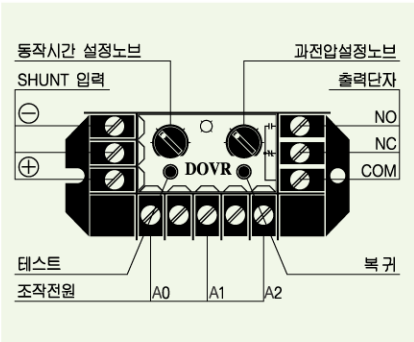 동작시간 설정노브 과전압설정노브
SHUNT 입력 출력단자
⊖ NO
NC
⊕ COM
DOVR
테스트 복귀
조작전원 A0 A1 A2